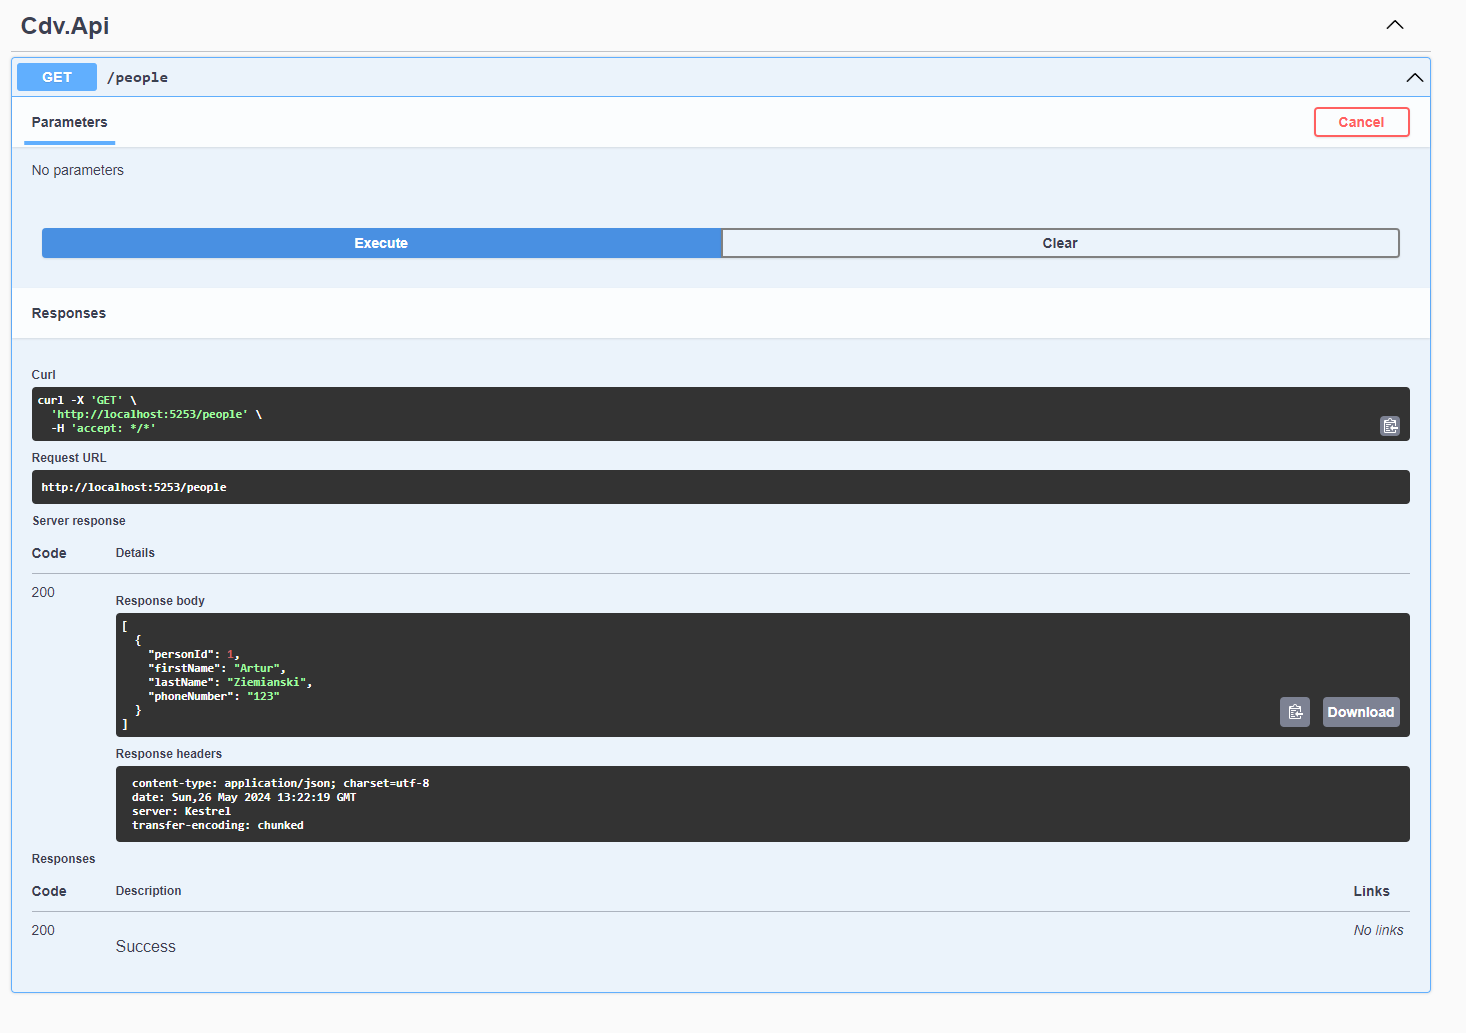 Cdv.Api
GET /people
Parameters
Cancel
No parameters
Execute
Clear
Responses
Curl
curl -X 'GET' \
  'http://localhost:5253/people' \
  -H 'accept: */*'
Request URL
http://localhost:5253/people
Server response
Code Details
200
Response body
[
  {
    "personId": 1,
    "firstName": "Artur",
    "lastName": "Ziemianski",
    "phoneNumber": "123"
  }
]
Download
Response headers
content-type: application/json; charset=utf-8
date: Sun,26 May 2024 13:22:19 GMT
server: Kestrel
transfer-encoding: chunked
Responses
Code Description Links
200 No links
Success